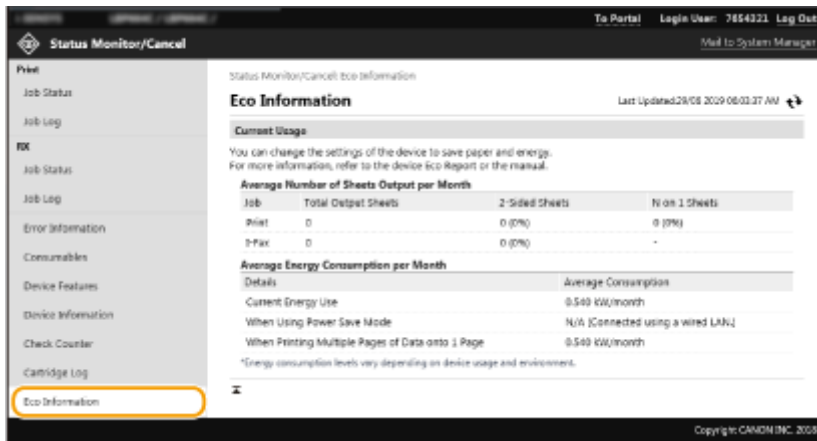 To Portal Login User: 7654321 Log Out
Status Monitor/Cancel
Mail to System Manager
Print
Job Status
Job Log
RX
Job Status
Job Log
Error Information
Consumables
Device Features
Device Information
Check Counter
Cartridge Log
Eco Information
Status Monitor/Cancel: Eco Information
Eco Information
Last Updated:29/05 2019 06:03:37 AM
Current Usage
You can change the settings of the device to save paper and energy.
For more information, refer to the device Eco Report or the manual.
Average Number of Sheets Output per Month
Job Total Output Sheets 2-Sided Sheets N on 1 Sheets
Print 0 0 (0%) 0 (0%)
I-Fax 0 0 (0%) -
Average Energy Consumption per Month
Details Average Consumption
Current Energy Use 0.540 kW/month
When Using Power Save Mode N/A (Connected using a wired LAN.)
When Printing Multiple Pages of Data onto 1 Page 0.540 kW/month
*Energy consumption levels vary depending on device usage and environment.
Copyright CANON INC. 2018